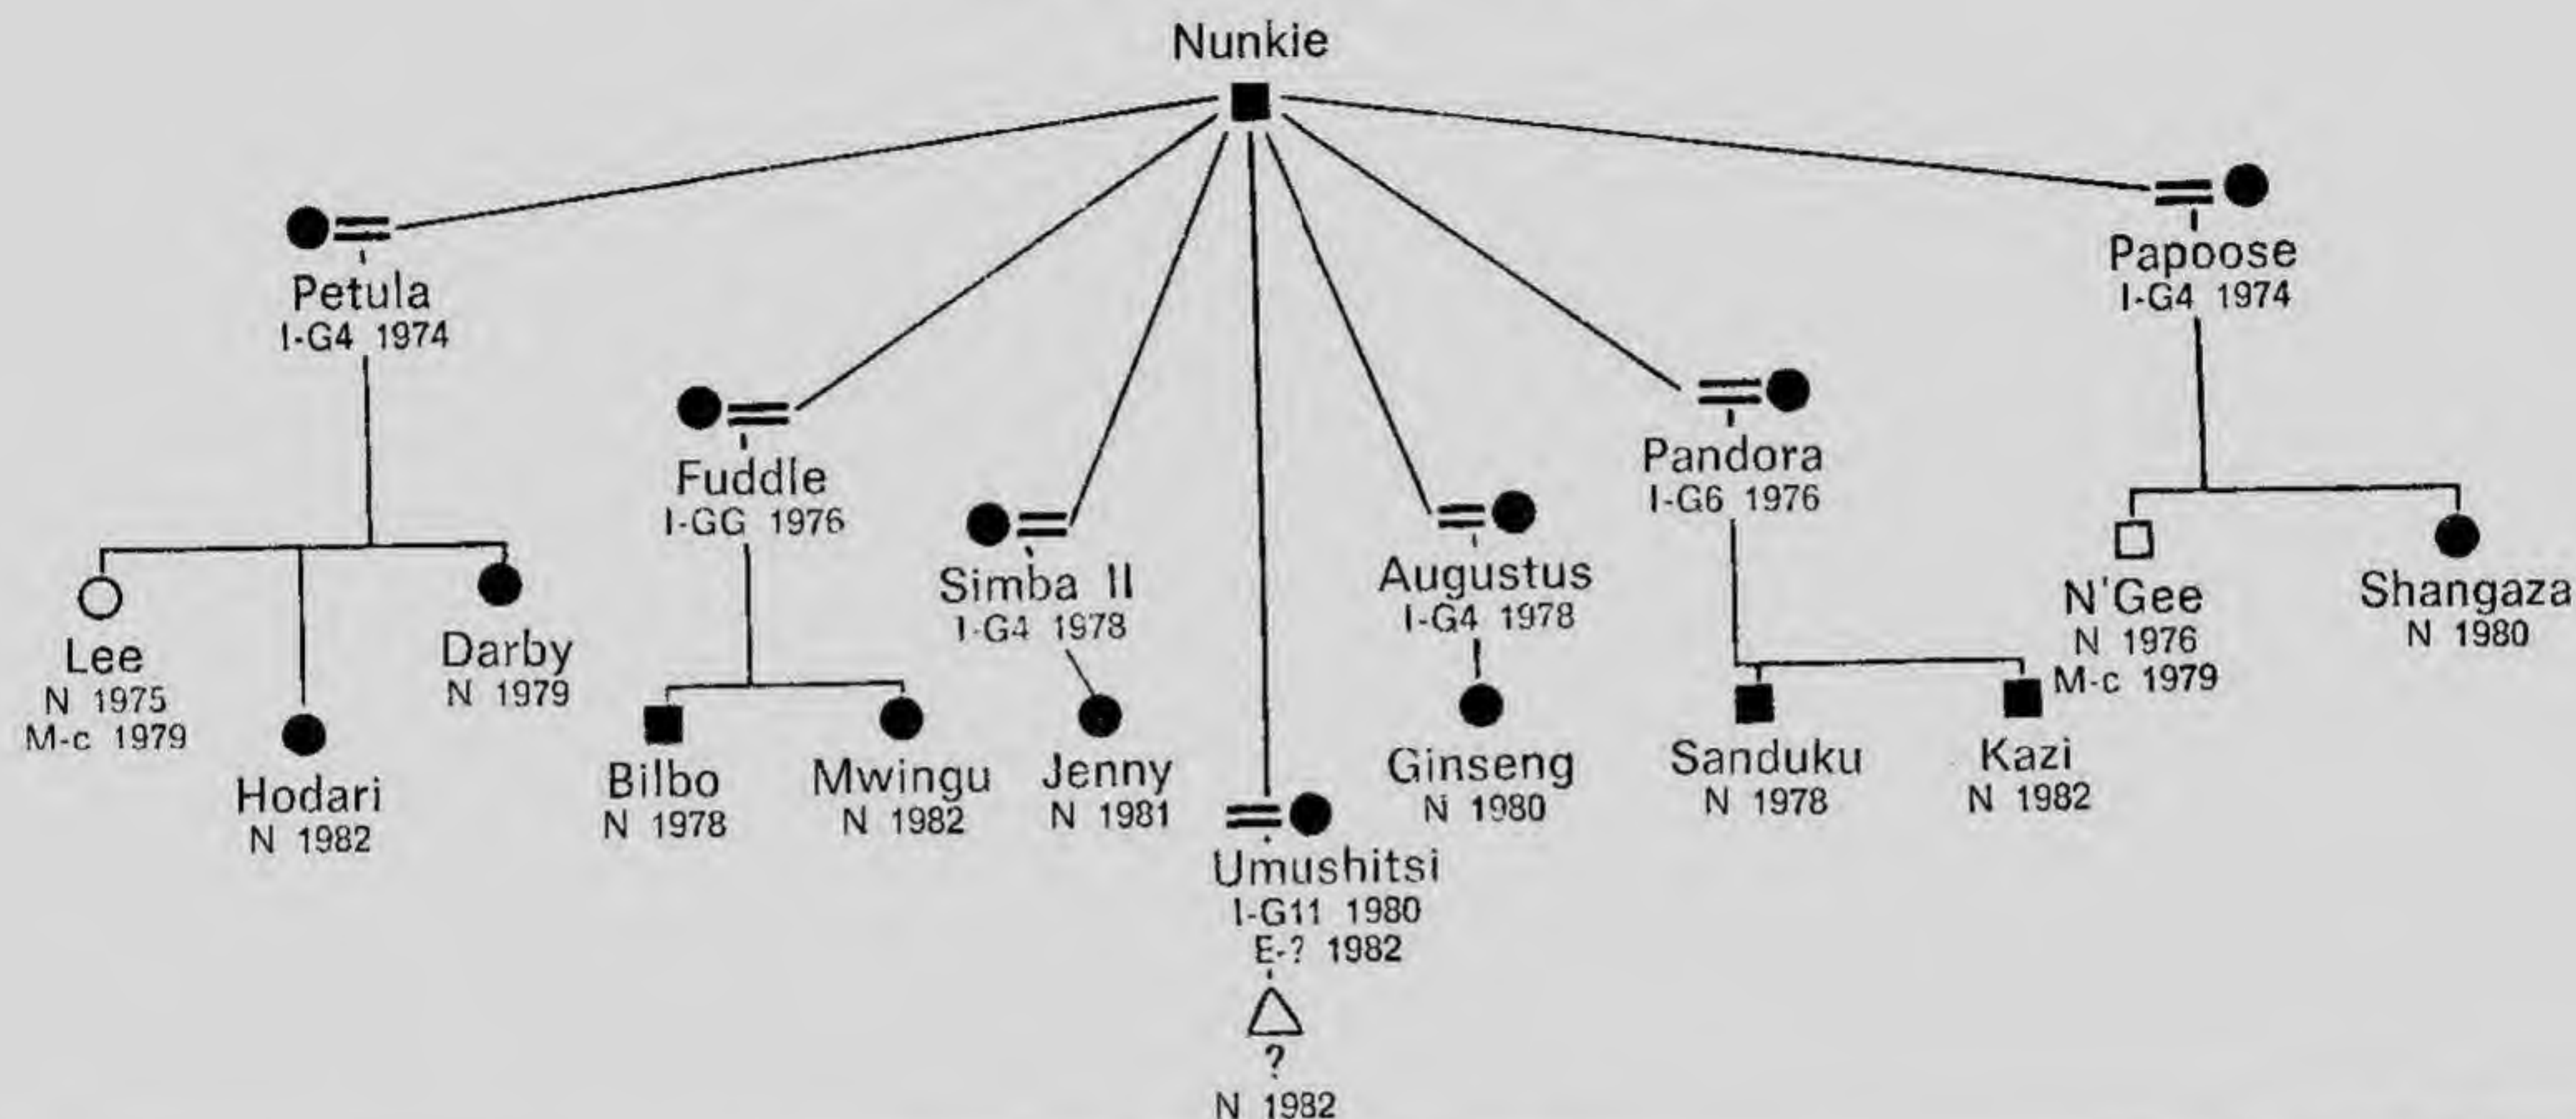 Nunkie
Petula
I-G4 1974
Papoose
I-G4 1974
Fuddle
I-GG 1976
Simba II
I-G4 1978
Augustus
I-G4 1978
Pandora
I-G6 1976
Lee
N 1975
M-c 1979
Hodari
N 1982
Darby
N 1979
Bilbo
N 1978
Mwingu
N 1982
Jenny
N 1981
Umushitsi
I-G11 1980
E-? 1982
?
N 1982
Ginseng
N 1980
Sanduku
N 1978
Kazi
N 1982
N'Gee
N 1976
M-c 1979
Shangaza
N 1980